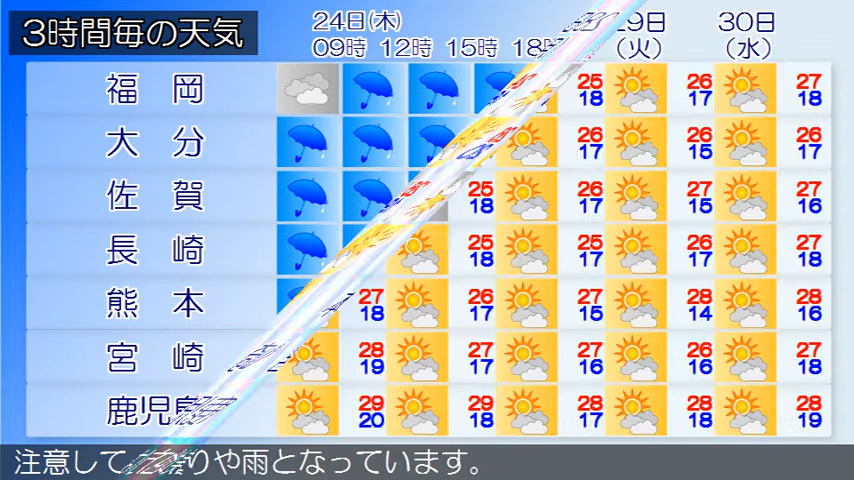 3時間毎の天気
24日(木) 29日 30日
09時 12時 15時 18時 (火) (水)
福岡 25 18 26 17 27 18
大分 26 17 26 15 26 17
佐賀 25 18 26 17 27 15 27 16
長崎 25 18 25 17 26 17 27 18
熊本 27 18 26 17 27 15 28 14 28 16
宮崎 28 19 27 17 27 16 26 16 27 18
鹿児島 29 20 29 18 28 17 28 18 28 19
注意して りや雨となっています。